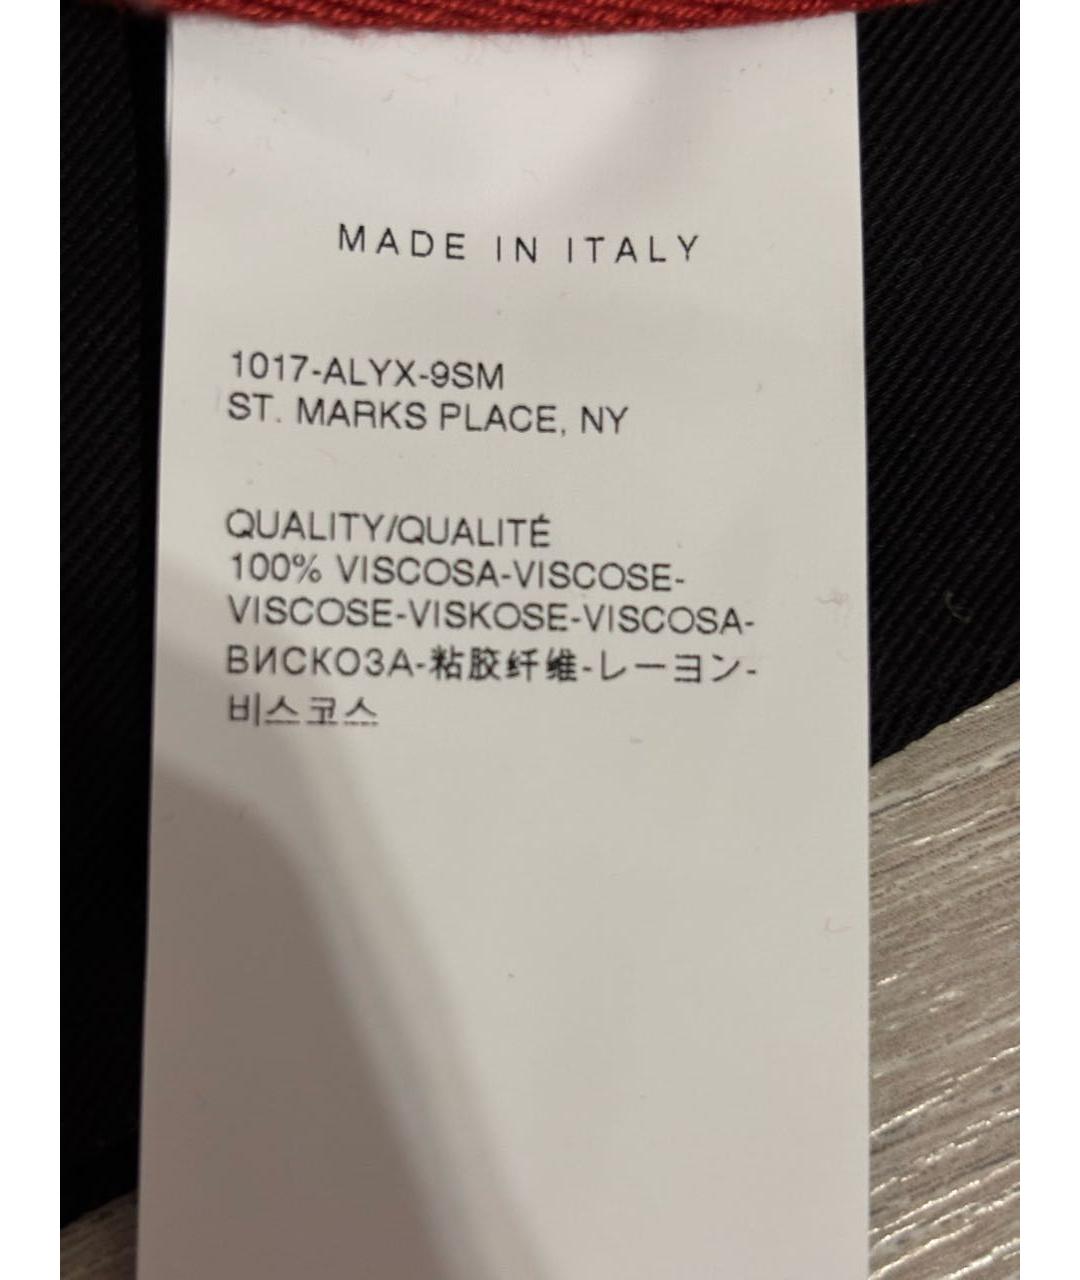 MADE IN ITALY
1017-ALYX-9SM
ST. MARKS PLACE, NY
QUALITY/QUALITÉ
100% VISCOSA-VISCOSE-
VISCOSE-VISKOSE-VISCOSA-
ВИСКОЗА-粘胶纤维-レーヨン-
비스코스